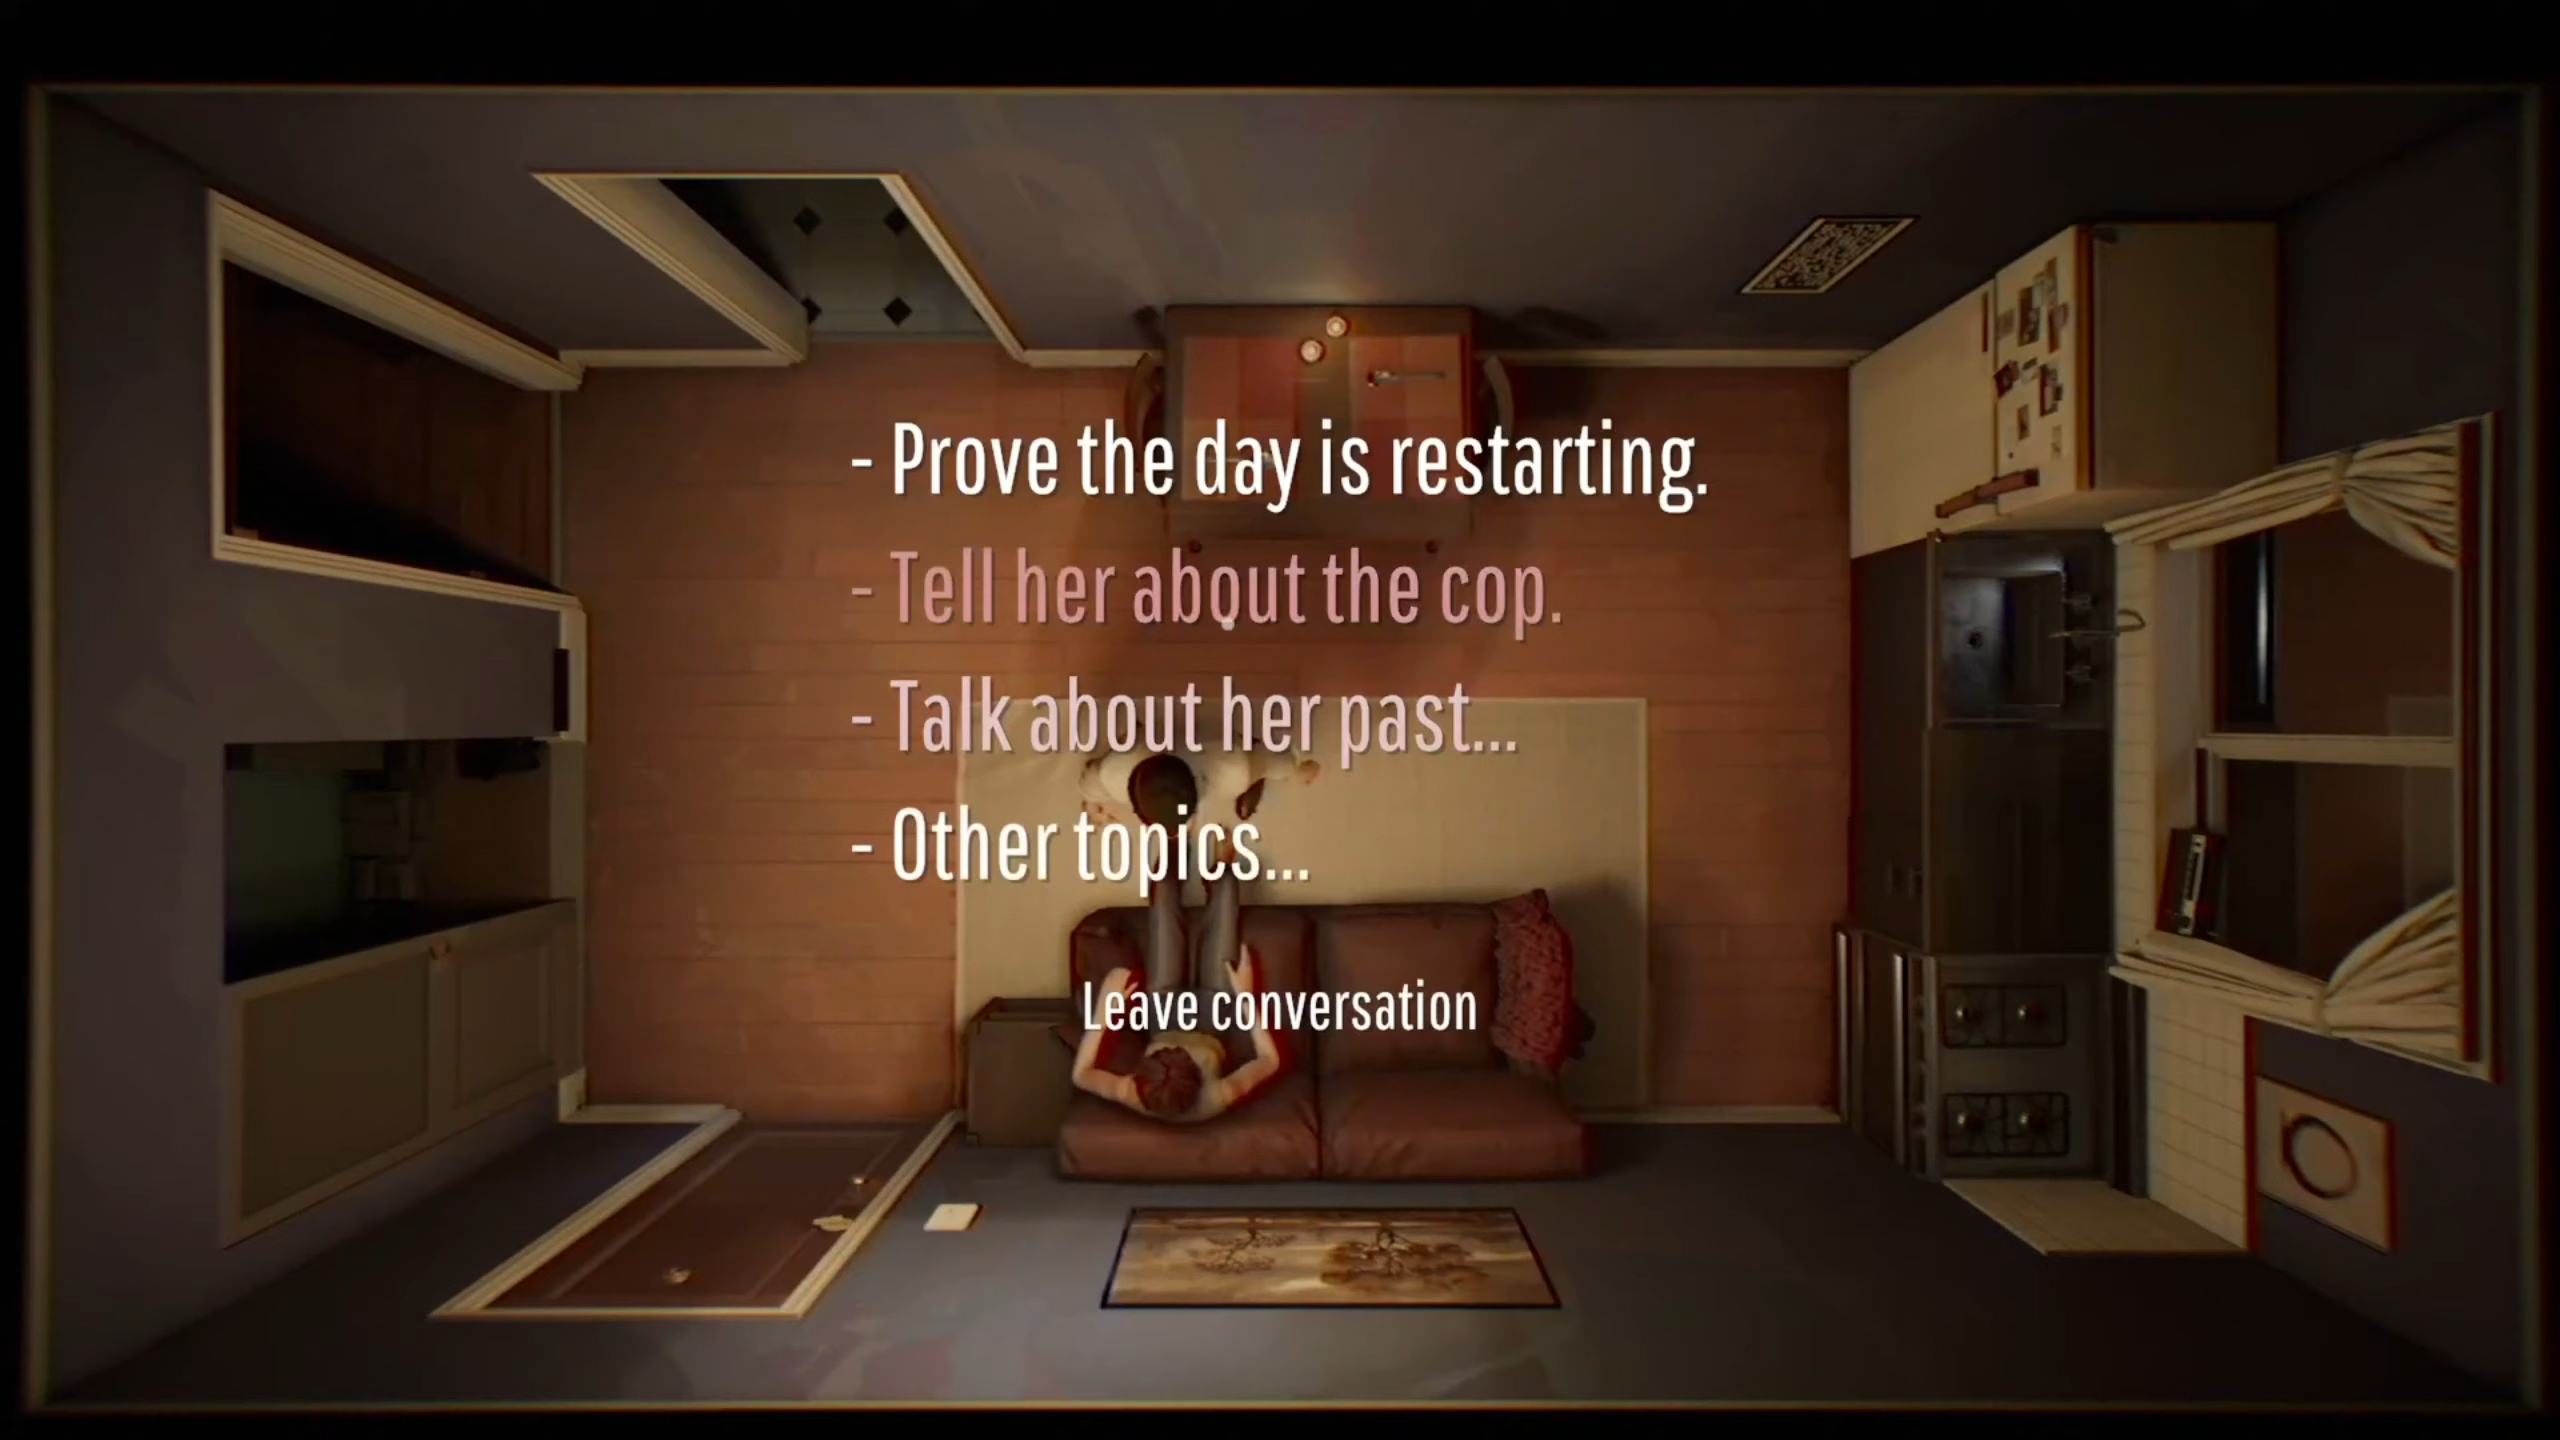 - Prove the day is restarting.
- Tell her about the cop.
- Talk about her past...
- Other topics...
Leave conversation